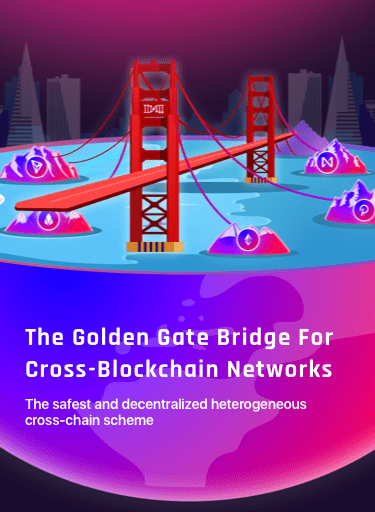 The Golden Gate Bridge For
Cross-Blockchain Networks
The safest and decentralized heterogeneous
cross-chain scheme